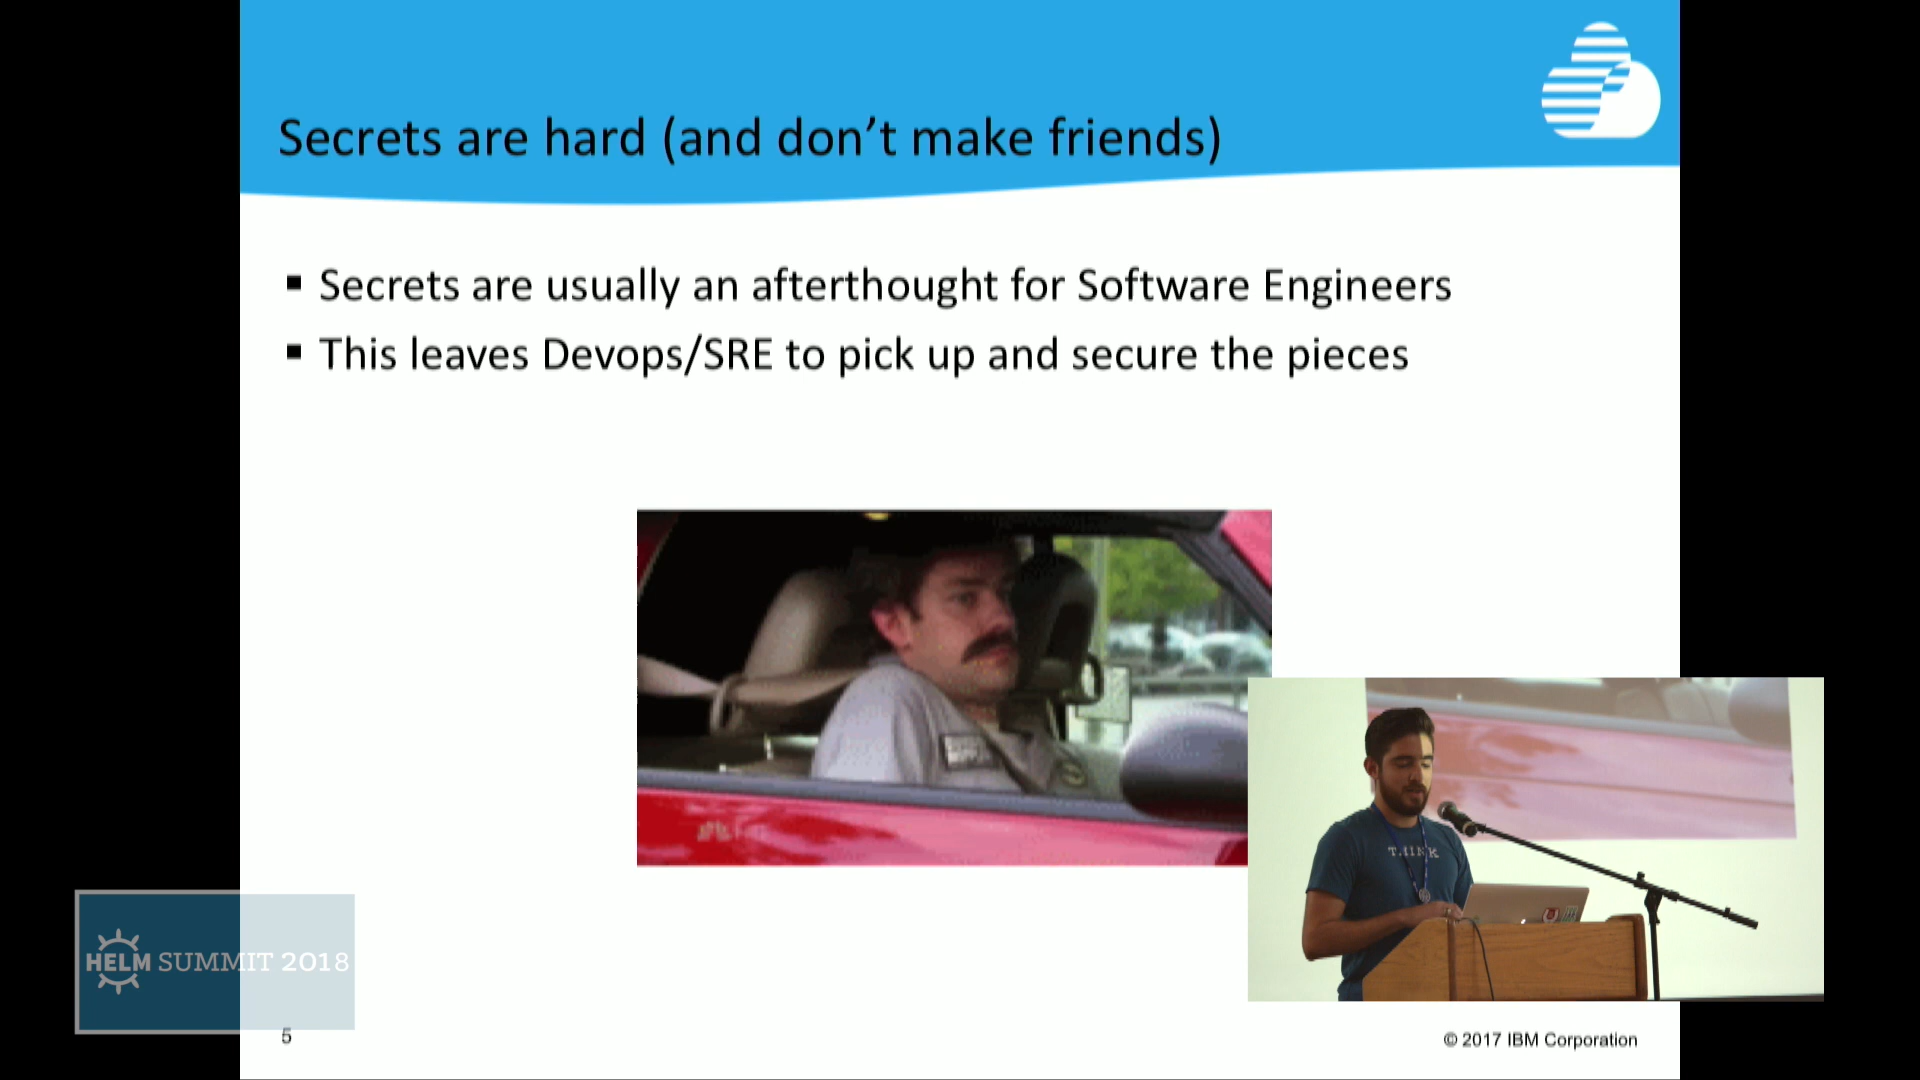 Secrets are hard (and don’t make friends)
▪ Secrets are usually an afterthought for Software Engineers
▪ This leaves Devops/SRE to pick up and secure the pieces
THINK
HELM SUMMIT 2018
5
© 2017 IBM Corporation